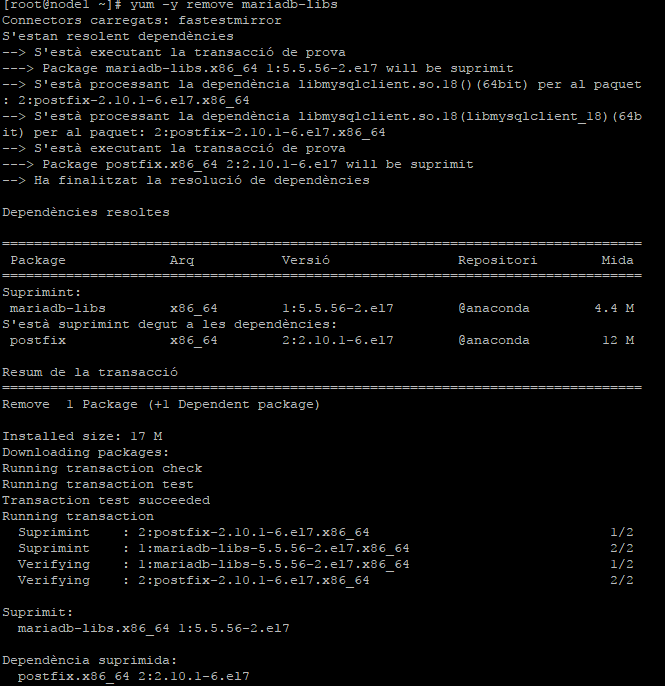 [root@node1 ~]# yum -y remove mariadb-libs
Connectors carregats: fastestmirror
S'estan resolent dependències
--> S'està executant la transacció de prova
---> Package mariadb-libs.x86_64 1:5.5.56-2.el7 will be suprimit
--> S'està processant la dependència libmysqlclient.so.18()(64bit) per al paquet
: 2:postfix-2.10.1-6.el7.x86_64
--> S'està processant la dependència libmysqlclient.so.18(libmysqlclient_18)(64b
it) per al paquet: 2:postfix-2.10.1-6.el7.x86_64
--> S'està executant la transacció de prova
---> Package postfix.x86_64 2:2.10.1-6.el7 will be suprimit
--> Ha finalitzat la resolució de dependències
Dependències resoltes
================================================================================
Package Arq Versió Repositori Mida
================================================================================
Suprimint:
mariadb-libs x86_64 1:5.5.56-2.el7 @anaconda 4.4 M
S'està suprimint degut a les dependències:
postfix x86_64 2:2.10.1-6.el7 @anaconda 12 M
Resum de la transacció
================================================================================
Remove 1 Package (+1 Dependent package)
Installed size: 17 M
Downloading packages:
Running transaction check
Running transaction test
Transaction test succeeded
Running transaction
Suprimint : 2:postfix-2.10.1-6.el7.x86_64 1/2
Suprimint : 1:mariadb-libs-5.5.56-2.el7.x86_64 2/2
Verifying : 1:mariadb-libs-5.5.56-2.el7.x86_64 1/2
Verifying : 2:postfix-2.10.1-6.el7.x86_64 2/2
Suprimit:
mariadb-libs.x86_64 1:5.5.56-2.el7
Dependència suprimida:
postfix.x86_64 2:2.10.1-6.el7